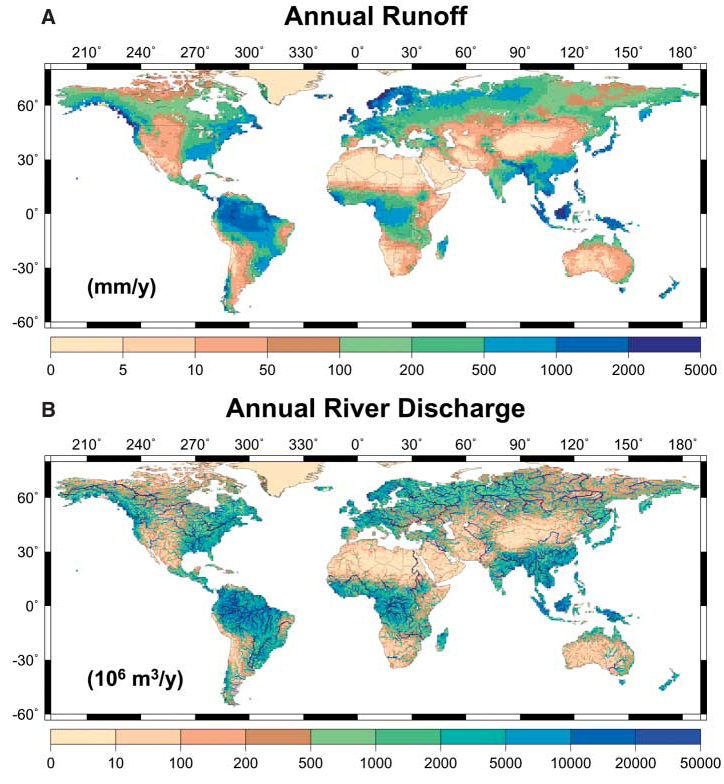 A
Annual Runoff
210° 240° 270° 300° 330° 0° 30° 60° 90° 120° 150° 180°
60°
30°
0°
-30°
-60°
(mm/y)
0 5 10 50 100 200 500 1000 2000 5000
B
Annual River Discharge
210° 240° 270° 300° 330° 0° 30° 60° 90° 120° 150° 180°
60°
30°
0°
-30°
-60°
(10⁶ m³/y)
0 10 100 200 500 1000 2000 5000 10000 20000 50000